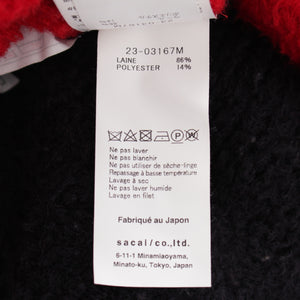 23-03167M
LAINE 86%
POLYESTER 14%
Ne pas laver
Ne pas blanchir
Ne pas utiliser de sèche-linge
Repassage à basse température
Lavage à sec
Ne pas laver humide
Lavage en filet
Fabriqué au Japon
sacai co.,ltd.
6-11-1 Minamiaoyama,
Minato-ku, Tokyo, Japan